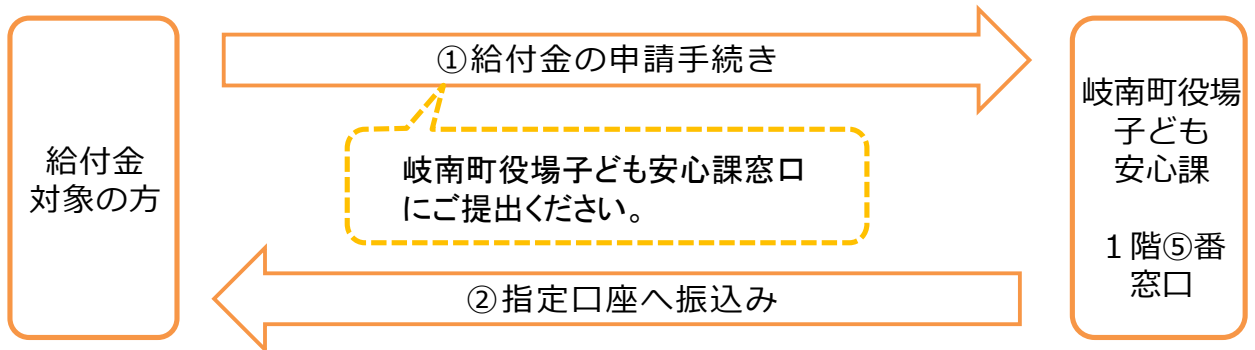 給付金
対象の方
①給付金の申請手続き
岐南町役場子ども安心課窓口
にご提出ください。
②指定口座へ振込み
岐南町役場
子ども
安心課
１階⑤番
窓口